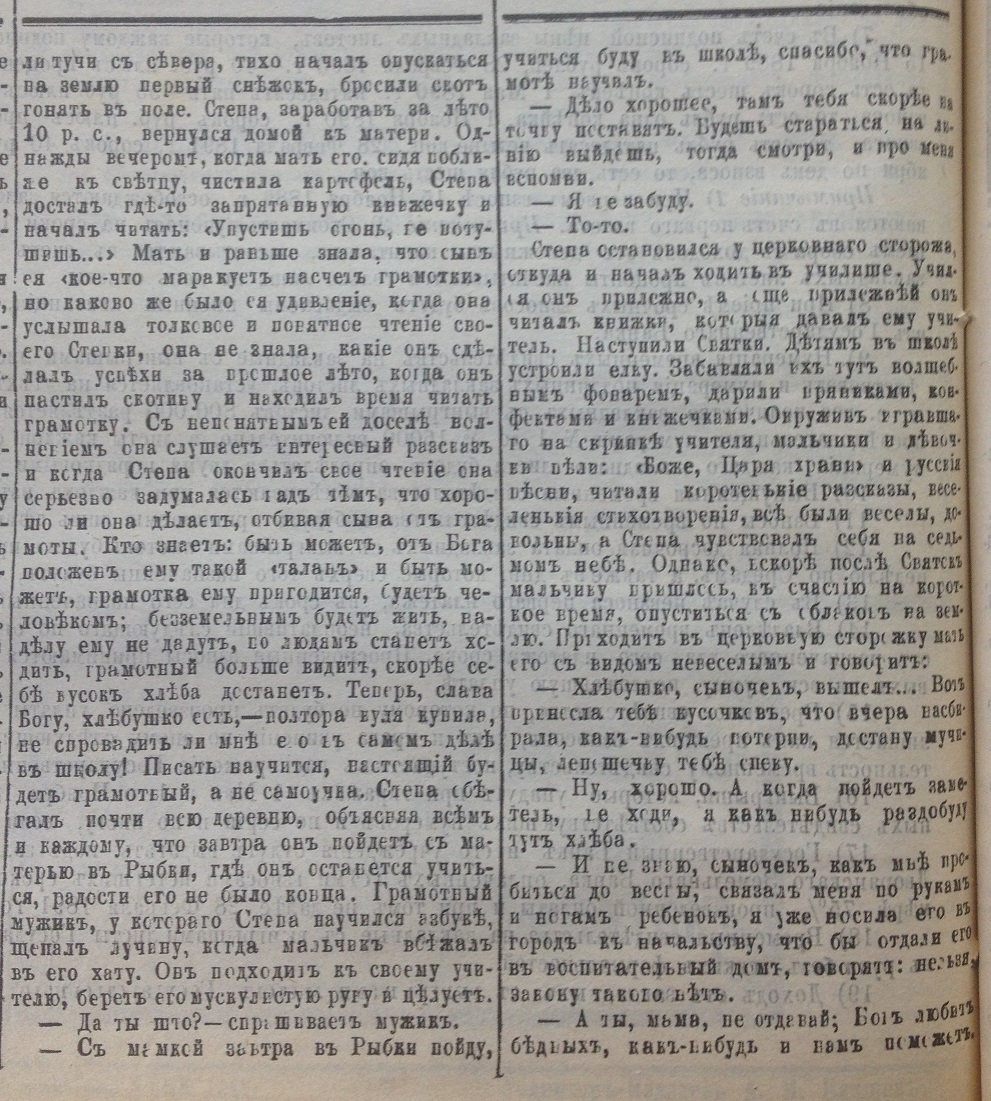 ли тучи съ сѣвера, тихо началъ опускаться
на землю первый снѣжокъ, бросили скотъ
гонять въ поле. Степа, заработавъ за лѣто
10 р. с., вернулся домой къ матери. Од-
нажды вечеромъ, когда мать его. сидя побли-
же къ свѣтцу, чистила картофель, Степа
досталъ гдѣ-то запрятанную книжечку и
началъ читать: «Упустишь огонь, не поту-
шишь...» Мать и раньше знала, что сынъ
ея «кое-что маракуетъ насчетъ грамотки»,
но каково же было ея удивленіе, когда она
услышала толковое и понятное чтеніе сво-
его Степки, она не знала, какіе онъ сдѣ-
лалъ успѣхи за прошлое лѣто, когда онъ
пастилъ скотину и находилъ время читать
грамотку. Съ непонятнымъ ей доселѣ вол-
неніемъ она слушаетъ интересный разсказъ
и когда Степа окончилъ свое чтеніе она
серьезно задумалась надъ тѣмъ, что хоро-
шо ли она дѣлаетъ, отбивая сына отъ гра-
моты. Кто знаетъ: быть можетъ, отъ Бога
положенъ ему такой «таланъ» и быть мо-
жетъ, грамотка ему пригодится, будетъ че-
ловѣкомъ; безземельнымъ будетъ жить, на-
дѣлу ему не дадутъ, по людямъ станетъ хо-
дить, грамотный больше видитъ, скорѣе се-
бѣ кусокъ хлѣба достанетъ. Теперь, слава
Богу, хлѣбушко есть,—полтора куля купила,
не спровадить ли мнѣ его въ самомъ дѣлѣ
въ школу! Писать научится, настоящій бу-
детъ грамотный, а не самоучка. Степа обѣ-
галъ почти всю деревню, объясняя всѣмъ
и каждому, что завтра онъ пойдетъ съ ма-
терью въ Рыбки, гдѣ онъ останется учить-
ся, радости его не было конца. Грамотный
мужикъ, у котораго Степа научился азбукѣ,
щепалъ лучину, когда мальчикъ вбѣжалъ
въ его хату. Онъ подходитъ къ своему учи-
телю, беретъ его мускулистую руку и цѣлуетъ.
— Да ты што?—спрашиваетъ мужикъ.
— Съ мамкой завтра въ Рыбки пойду,
учиться буду въ школѣ, спасибо, что гра-
мотѣ научилъ.
— Дѣло хорошее, тамъ тебя скорѣе на
точку поставятъ. Будешь стараться, на ли-
нію выйдешь, тогда смотри, и про меня
вспомни.
— Я не забуду.
— То-то.
Степа остановился у церковнаго сторожа,
откуда и началъ ходить въ училище. Учил-
ся онъ прилежно, а еще прилежнѣй онъ
читалъ книжки, которыя давалъ ему учи-
тель. Наступили Святки. Дѣтямъ въ школѣ
устроили елку. Забавляли ихъ тутъ волшеб-
нымъ фонаремъ, дарили пряниками, кон-
фектами и книжечками. Окруживъ игравша-
го на скрипкѣ учителя, мальчики и дѣвоч-
ки пѣли: «Боже, Царя храни» и русскія
пѣсни, читали коротенькіе разсказы, весе-
ленькія стихотворенія, всѣ были веселы, до-
вольны, а Степа чувствовалъ себя на седь-
момъ небѣ. Однако, вскорѣ послѣ Святокъ
мальчику пришлось, къ счастію на корот-
кое время, опуститься съ облаковъ на зем-
лю. Приходитъ въ церковную сторожку мать
его съ видомъ невеселымъ и говоритъ:
— Хлѣбушко, сыночекъ, вышелъ... Вотъ
принесла тебѣ кусочковъ, что вчера насби-
рала, какъ-нибудь потерпи, достану мучи-
цы, лепешечку тебѣ спеку.
— Ну, хорошо. А когда пойдетъ заме-
тель, не ходи, я какъ нибудь раздобуду
тутъ хлѣба.
— И не знаю, сыночекъ, какъ мнѣ про-
биться до весны, связалъ меня по рукамъ
и ногамъ ребенокъ, я уже носила его въ
городъ къ начальству, что бы отдали его
въ воспитательный домъ, говорятъ: нельзя,
закону такого нѣтъ.
— А ты, мама, не отдавай; Богъ любитъ
бѣдныхъ, какъ-нибудь и намъ поможетъ.